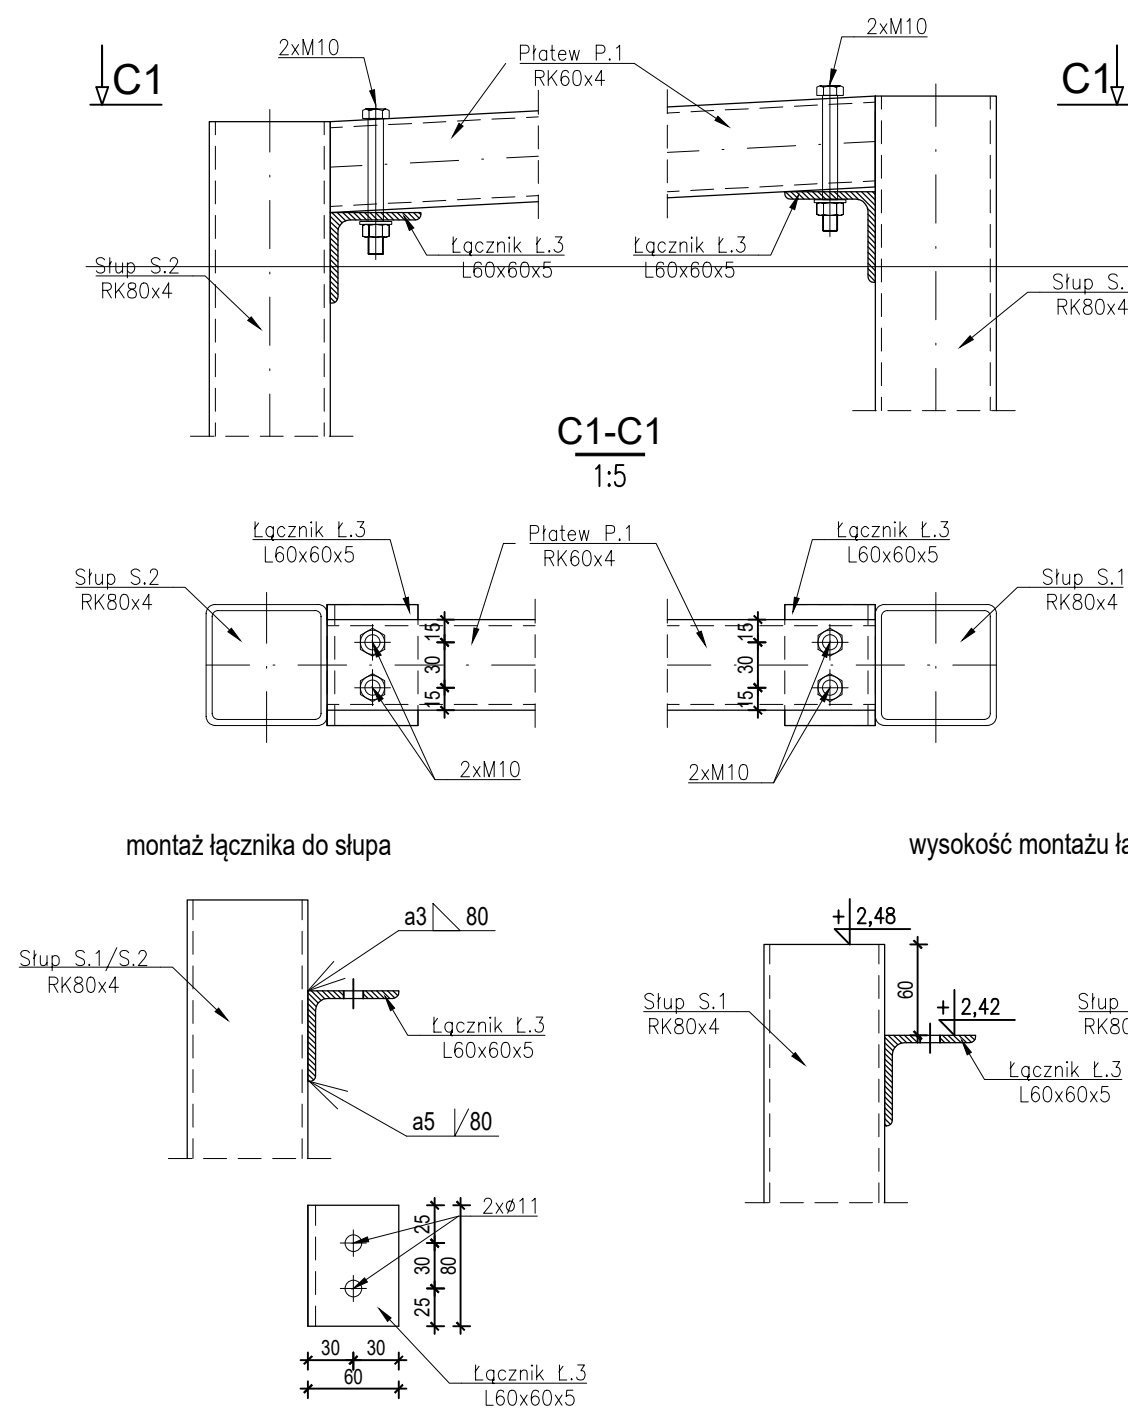 2xM10
2xM10
Płatew P.1
RK60x4
C1
C1
Łącznik Ł.3
L60x60x5
Łącznik Ł.3
L60x60x5
Słup S.2
RK80x4
Słup S.
RK80x4
C1-C1
1:5
Łącznik Ł.3
L60x60x5
Płatew P.1
RK60x4
Łącznik Ł.3
L60x60x5
Słup S.2
RK80x4
Słup S.1
RK80x4
15
30
15
15
30
15
2xM10
2xM10
montaż łącznika do słupa
wysokość montażu ła
a3 80
+2,48
Słup S.1/S.2
RK80x4
60
Słup S.1
RK80x4
+2,42
Słup
RK80
Łącznik Ł.3
L60x60x5
Łącznik Ł.3
L60x60x5
a5 80
2xø11
25
30
25
80
30 30
60
Łącznik Ł.3
L60x60x5